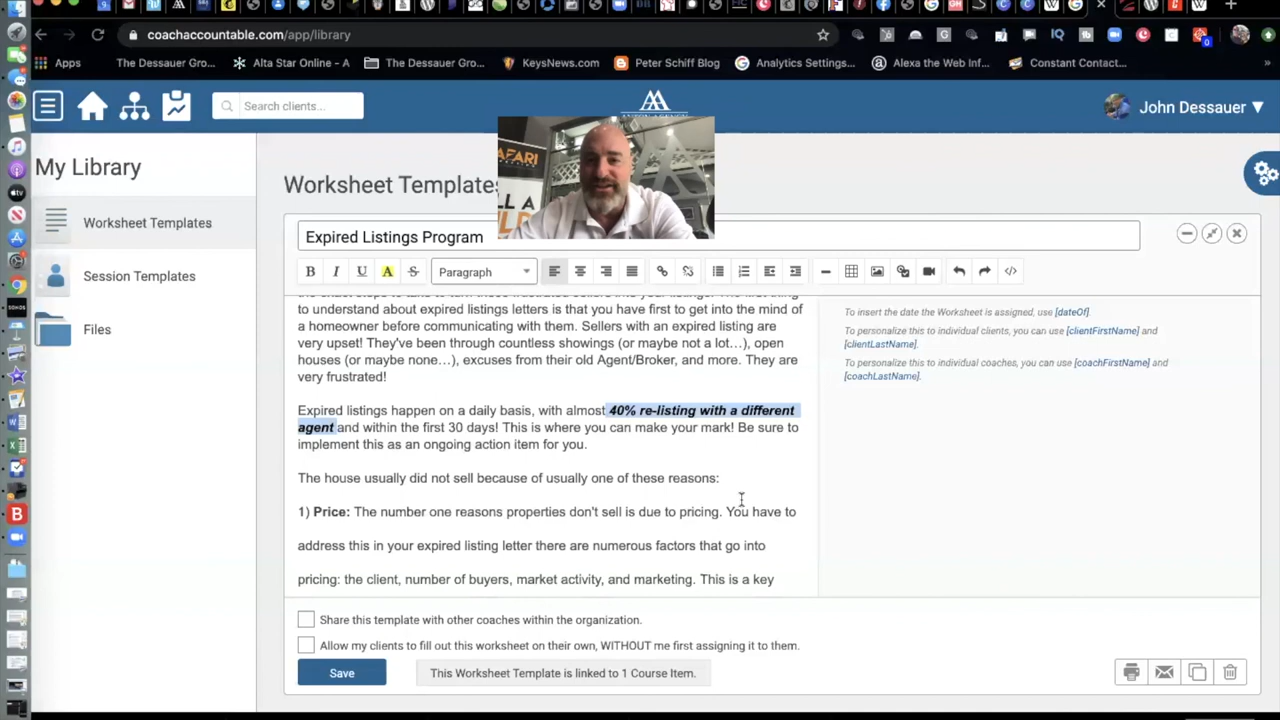 coachaccountable.com/app/library
Apps
The Dessauer Gro...
Alta Star Online - A
The Dessauer Gro...
KeysNews.com
Peter Schiff Blog
Analytics Settings...
Alexa the Web Inf...
Constant Contact...
»
Search clients...
John Dessauer ▼
My Library
Worksheet Templates
Session Templates
Files
Worksheet Templates
AFARI
Expired Listings Program
B I U A S Paragraph
to understand about expired listings letters is that you have first to get into the mind of
a homeowner before communicating with them. Sellers with an expired listing are
very upset! They've been through countless showings (or maybe not a lot…), open
houses (or maybe none…), excuses from their old Agent/Broker, and more. They are
very frustrated!
Expired listings happen on a daily basis, with almost 40% re-listing with a different
agent and within the first 30 days! This is where you can make your mark! Be sure to
implement this as an ongoing action item for you.
The house usually did not sell because of usually one of these reasons:
1) Price: The number one reasons properties don't sell is due to pricing. You have to
address this in your expired listing letter there are numerous factors that go into
pricing: the client, number of buyers, market activity, and marketing. This is a key
To insert the date the Worksheet is assigned, use [dateOf].
To personalize this to individual clients, you can use [clientFirstName] and
[clientLastName].
To personalize this to individual coaches, you can use [coachFirstName] and
[coachLastName].
Share this template with other coaches within the organization.
Allow my clients to fill out this worksheet on their own, WITHOUT me first assigning it to them.
Save
This Worksheet Template is linked to 1 Course Item.